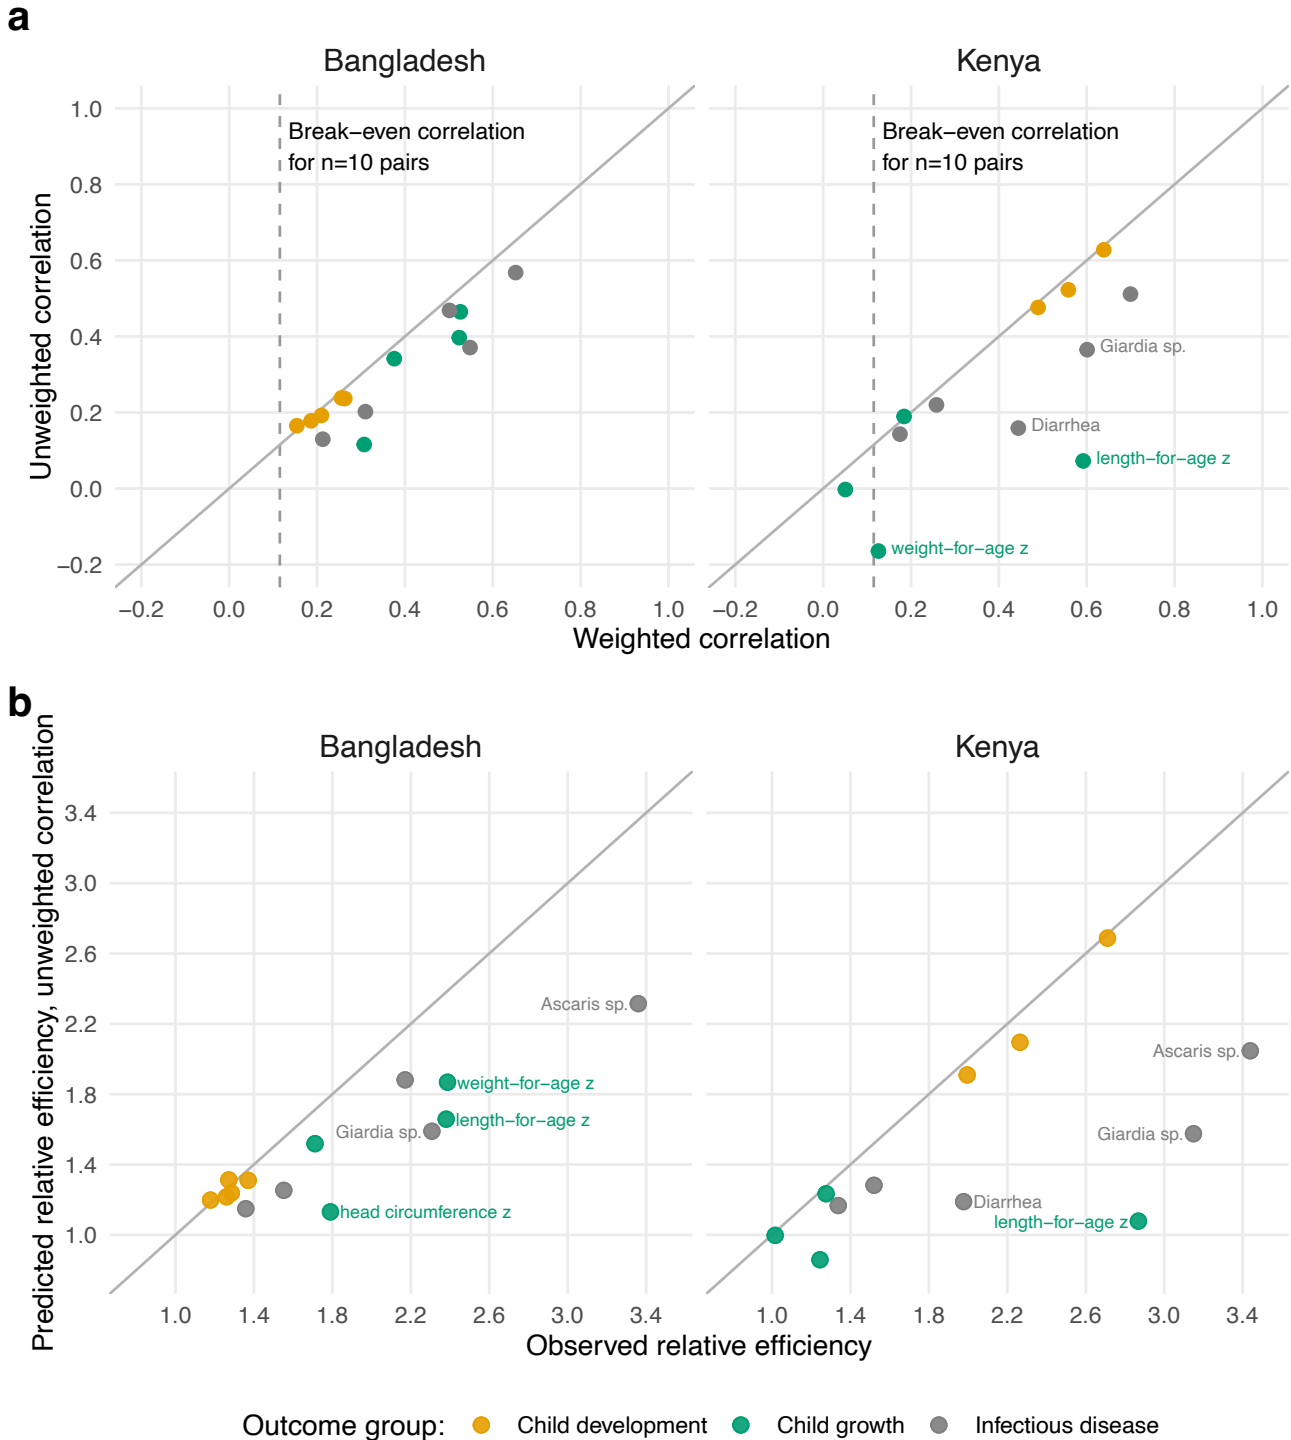 a
Bangladesh
Kenya
Unweighted correlation
1.0
0.8
0.6
0.4
0.2
0.0
−0.2
Break−even correlation
for n=10 pairs
Break−even correlation
for n=10 pairs
Giardia sp.
Diarrhea
length−for−age z
weight−for−age z
−0.2 0.0 0.2 0.4 0.6 0.8 1.0
−0.2 0.0 0.2 0.4 0.6 0.8 1.0
Weighted correlation
b
Bangladesh
Kenya
Predicted relative efficiency, unweighted correlation
3.4
3.0
2.6
2.2
1.8
1.4
1.0
Ascaris sp.
weight−for−age z
length−for−age z
Giardia sp.
head circumference z
Ascaris sp.
Giardia sp.
Diarrhea
length−for−age z
1.0 1.4 1.8 2.2 2.6 3.0 3.4
1.0 1.4 1.8 2.2 2.6 3.0 3.4
Observed relative efficiency
Outcome group: Child development Child growth Infectious disease